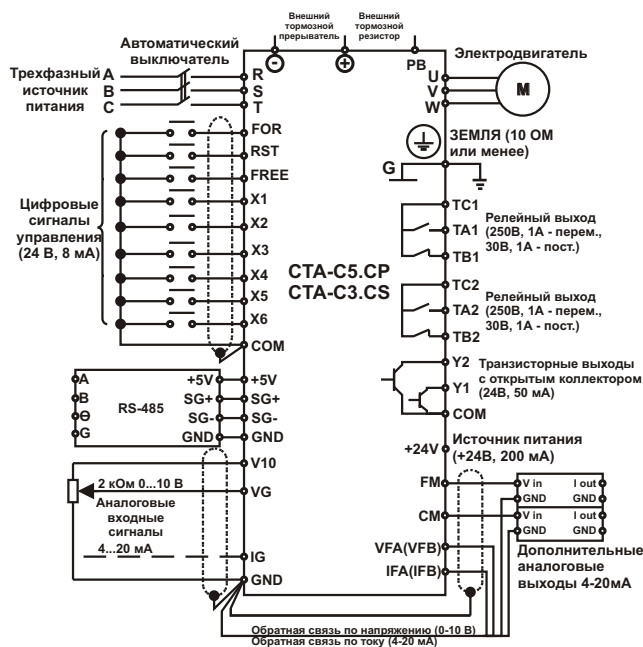 Внешний тормозной прерыватель
Внешний тормозной резистор
-
+
PB
Автоматический выключатель
Трехфазный источник питания
A
B
C
R
S
T
Электродвигатель
U
V
W
M
ЗЕМЛЯ (10 ОМ или менее)
G
FOR
RST
FREE
X1
X2
X3
X4
X5
X6
COM
Цифровые сигналы управления (24 В, 8 мА)
CTA-C5.CP
CTA-C3.CS
TC1
TA1
TB1
Релейный выход (250В, 1А - перем., 30В, 1А - пост.)
TC2
TA2
TB2
Релейный выход (250В, 1А - перем., 30В, 1А - пост.)
Y2
Y1
COM
Транзисторные выходы с открытым коллектором (24В, 50 мА)
A
B
Ө
G
RS-485
+5V
SG+
SG-
GND
+5V
SG+
SG-
GND
+24V
Источник питания (+24В, 200 мА)
V10
VG
IG
GND
2 кОм 0...10 В
Аналоговые входные сигналы
4...20 мА
FM
CM
VFA(VFB)
IFA(IFB)
V in
I out
GND
GND
V in
I out
GND
GND
Дополнительные аналоговые выходы 4-20мА
Обратная связь по напряжению (0-10 В)
Обратная связь по току (4-20 мА)